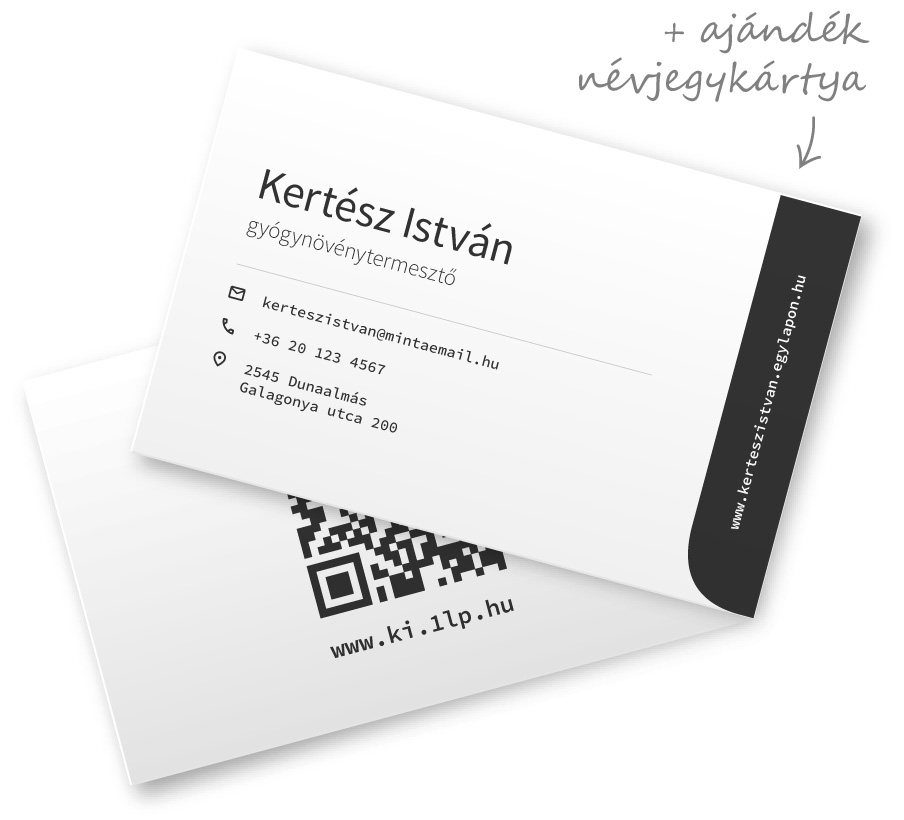 + ajándék
névjegykártya
Kertész István
gyógynövénytermesztő
kerteszistvan@mintaemail.hu
+36 20 123 4567
2545 Dunaalmás
Galagonya utca 200
www.kerteszistvan.egylapon.hu
www.ki.1lp.hu